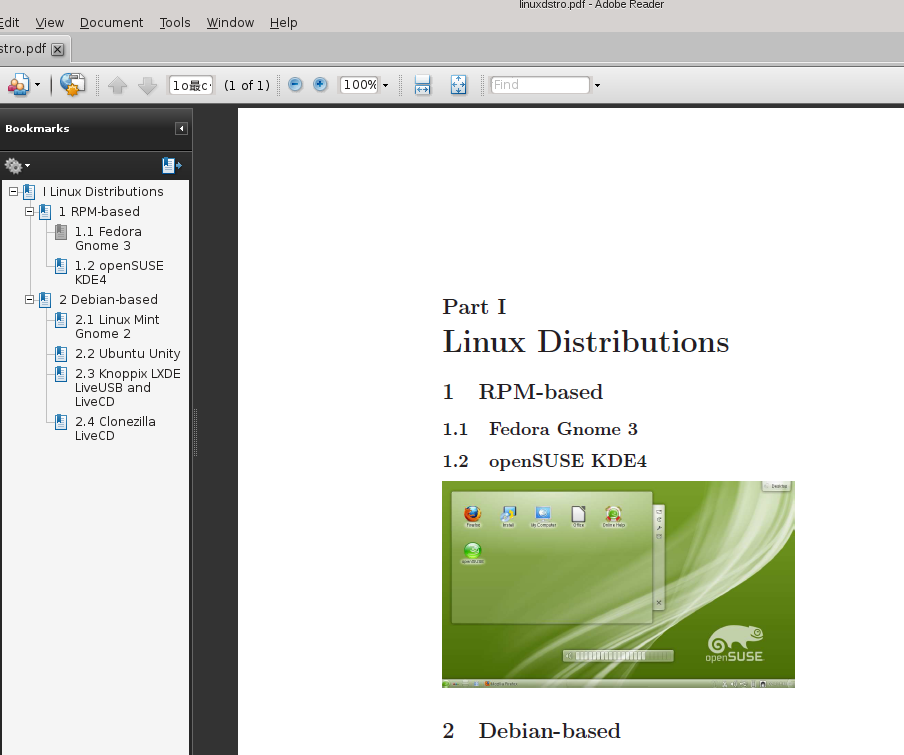 linuxdstro.pdf - Adobe Reader
Edit View Document Tools Window Help
stro.pdf
1o最c (1 of 1) 100% Find
Bookmarks
I Linux Distributions
1 RPM-based
1.1 Fedora
Gnome 3
1.2 openSUSE
KDE4
2 Debian-based
2.1 Linux Mint
Gnome 2
2.2 Ubuntu Unity
2.3 Knoppix LXDE
LiveUSB and
LiveCD
2.4 Clonezilla
LiveCD
Part I
Linux Distributions
1 RPM-based
1.1 Fedora Gnome 3
1.2 openSUSE KDE4
Desktop
Firefox Install My Computer Office Online Help
openSUSE
openSUSE
2 Debian-based